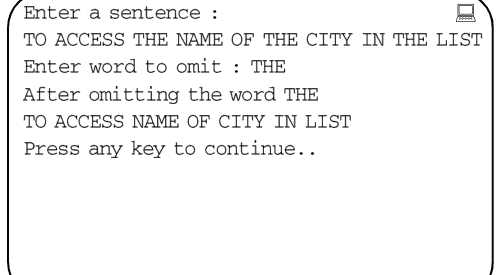 Enter a sentence :
TO ACCESS THE NAME OF THE CITY IN THE LIST
Enter word to omit : THE
After omitting the word THE
TO ACCESS NAME OF CITY IN LIST
Press any key to continue..